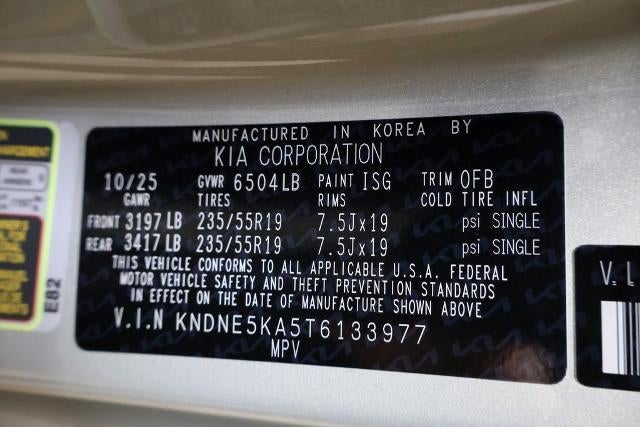 MANUFACTURED IN KOREA BY
KIA CORPORATION
10/25 GVWR 6504LB PAINT ISG TRIM OFB
GAWR TIRES RIMS COLD TIRE INFL
FRONT 3197 LB 235/55R19 7.5Jx19 psi SINGLE
REAR 3417 LB 235/55R19 7.5Jx19 psi SINGLE
THIS VEHICLE CONFORMS TO ALL APPLICABLE U.S.A. FEDERAL
MOTOR VEHICLE SAFETY AND THEFT PREVENTION STANDARDS
IN EFFECT ON THE DATE OF MANUFACTURE SHOWN ABOVE
V.I.N KNDNE5KA5T6133977
MPV
E82
V.I